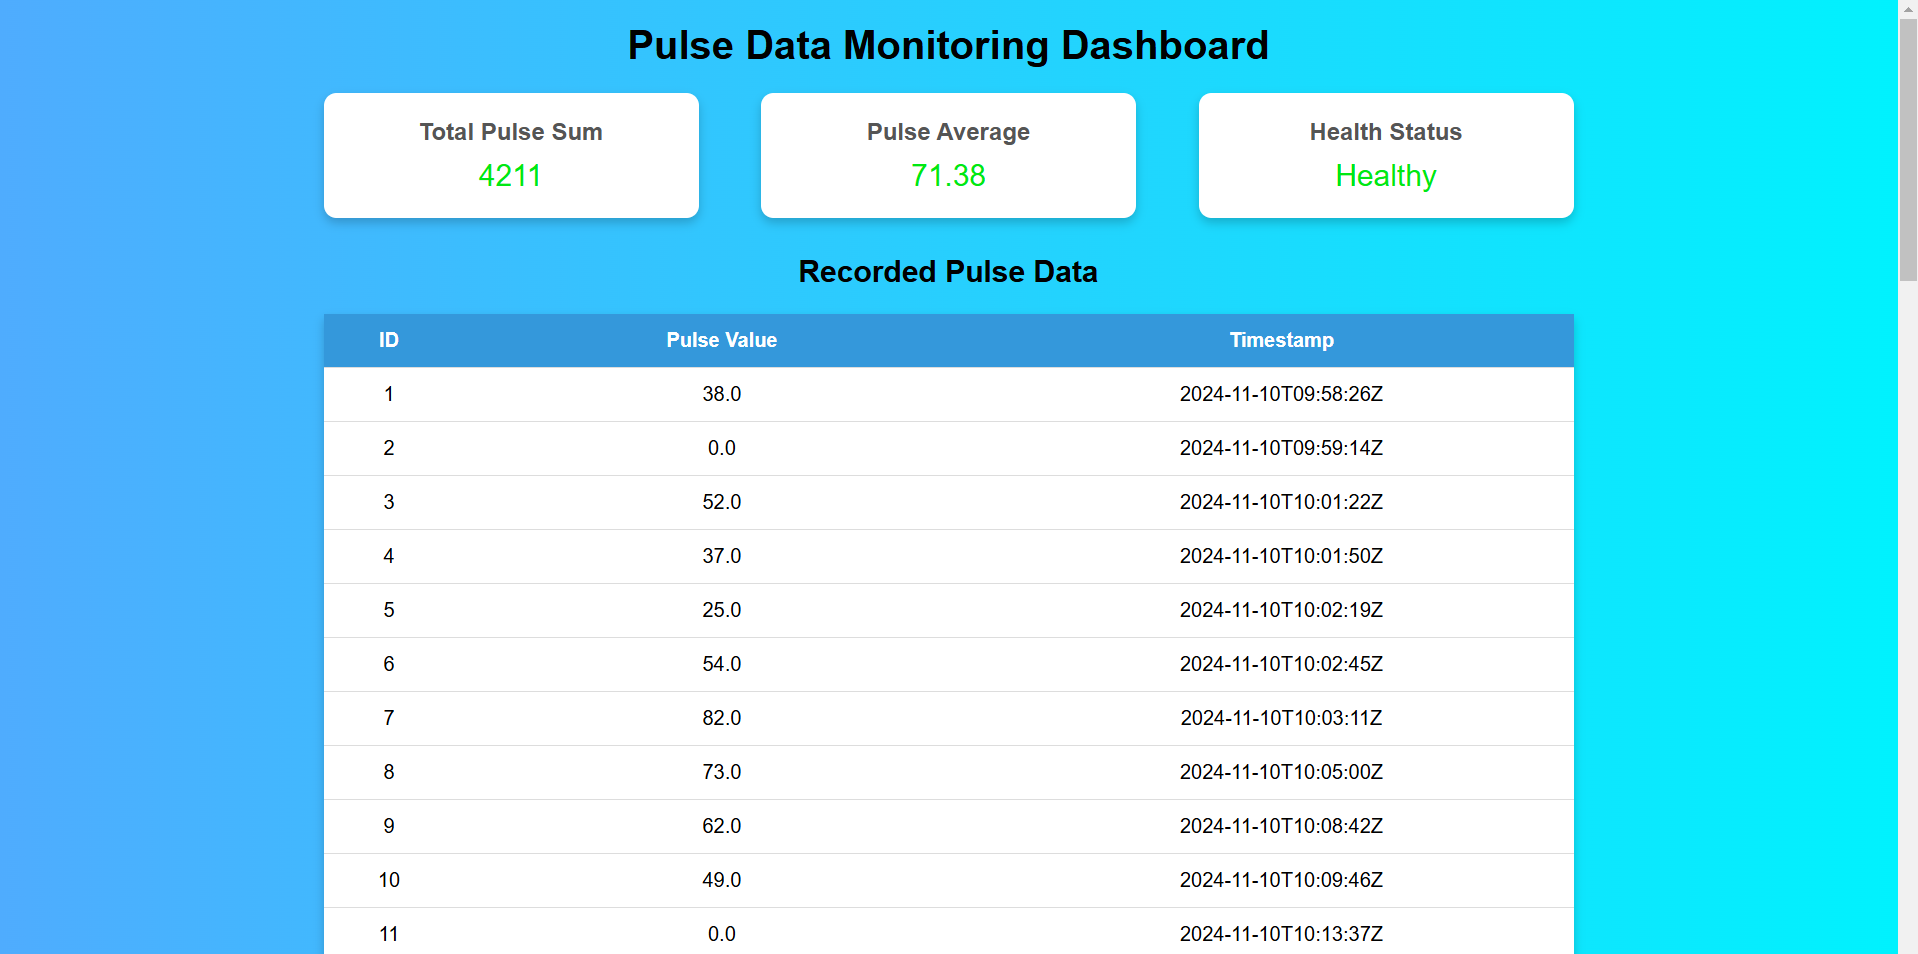 Pulse Data Monitoring Dashboard
Total Pulse Sum
4211
Pulse Average
71.38
Health Status
Healthy
Recorded Pulse Data
ID Pulse Value Timestamp
1 38.0 2024-11-10T09:58:26Z
2 0.0 2024-11-10T09:59:14Z
3 52.0 2024-11-10T10:01:22Z
4 37.0 2024-11-10T10:01:50Z
5 25.0 2024-11-10T10:02:19Z
6 54.0 2024-11-10T10:02:45Z
7 82.0 2024-11-10T10:03:11Z
8 73.0 2024-11-10T10:05:00Z
9 62.0 2024-11-10T10:08:42Z
10 49.0 2024-11-10T10:09:46Z
11 0.0 2024-11-10T10:13:37Z